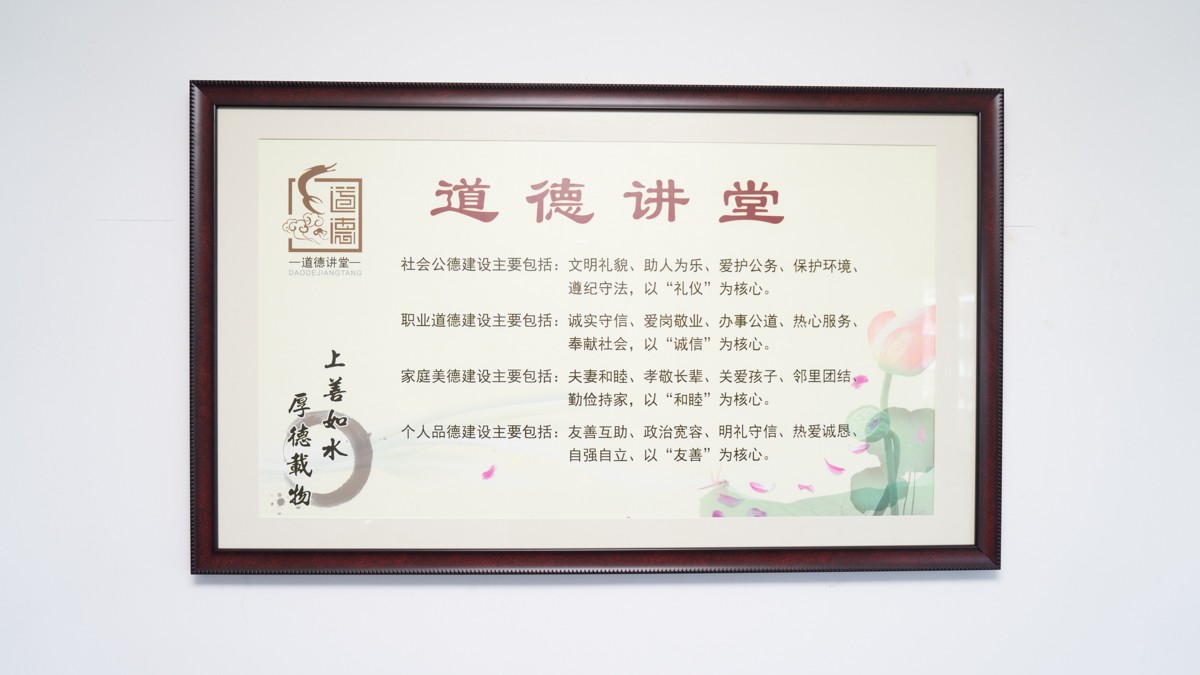 道德讲堂
道德
—道德讲堂—
DAODEJIANGTANG
社会公德建设主要包括：文明礼貌、助人为乐、爱护公务、保护环境、
遵纪守法，以“礼仪”为核心。
职业道德建设主要包括：诚实守信、爱岗敬业、办事公道、热心服务、
奉献社会，以“诚信”为核心。
家庭美德建设主要包括：夫妻和睦、孝敬长辈、关爱孩子、邻里团结、
勤俭持家，以“和睦”为核心。
个人品德建设主要包括：友善互助、政治宽容、明礼守信、热爱诚恳、
自强自立、以“友善”为核心。
上善如水
厚德載物